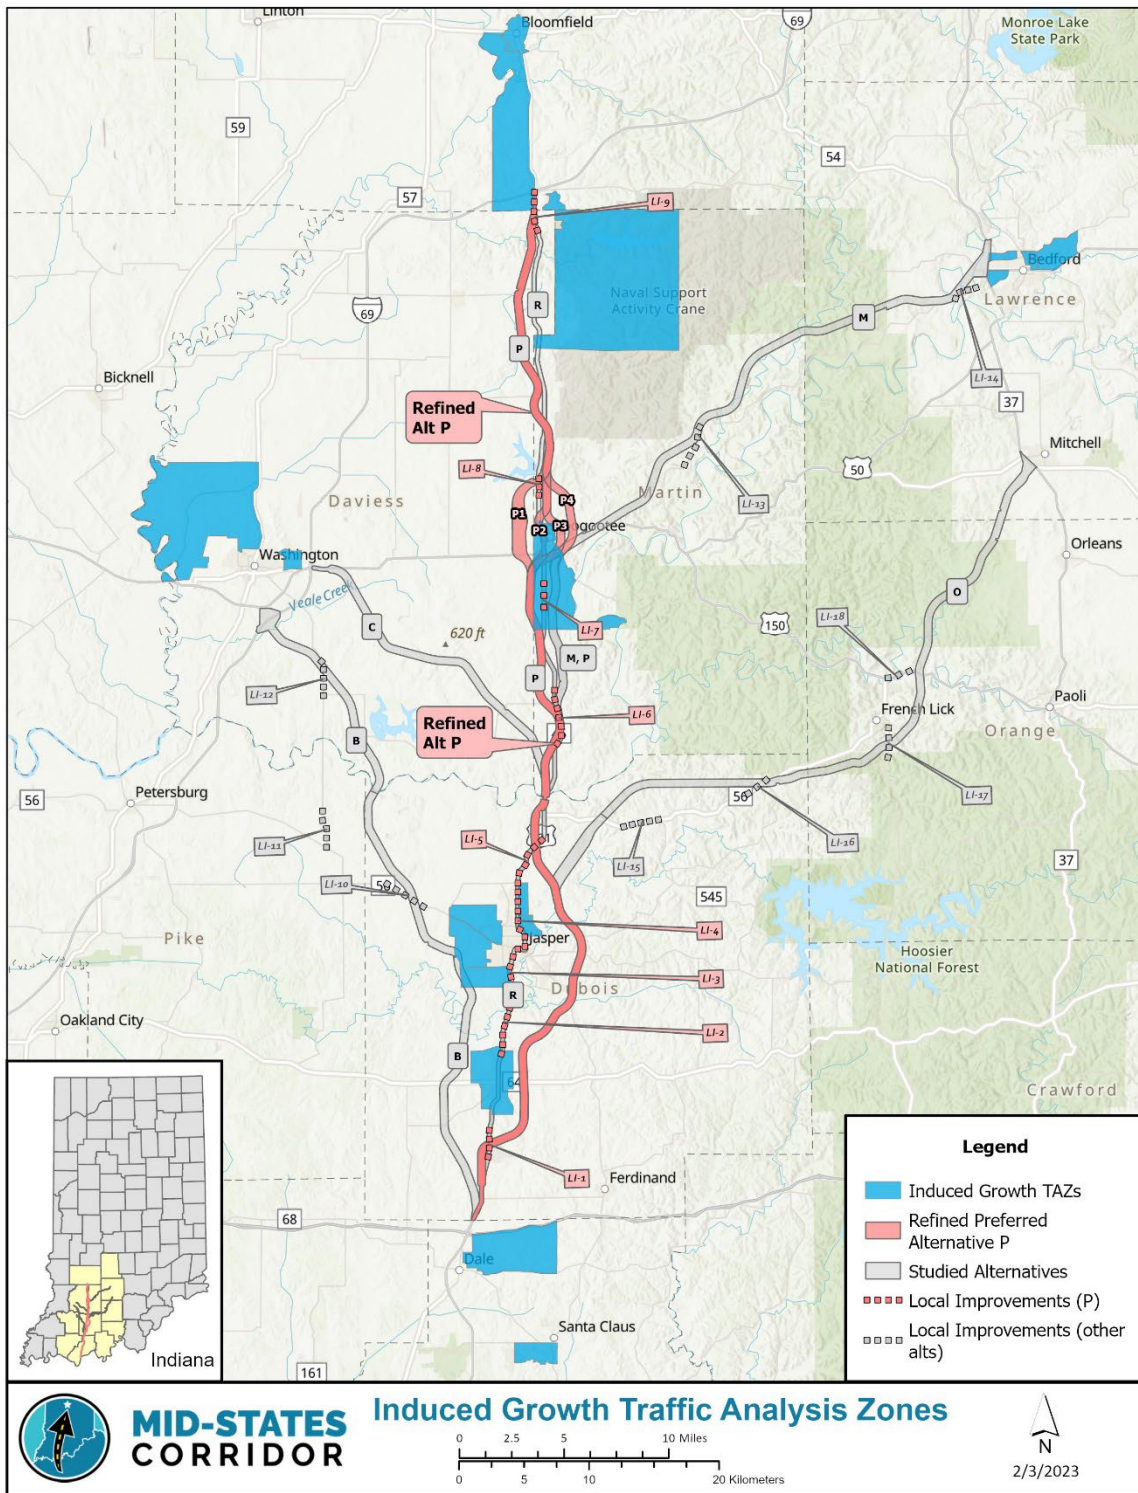 Linton
Bloomfield
69
Monroe Lake
State Park
59
54
57
LI-9
Bedford
Lawrence
R
Naval Support
Activity Crane
M
69
P
LI-14
Bicknell
37
Refined
Alt P
Mitchell
LI-8
50
Daviess
Martin
P1
P4
LI-13
P2
P3
ogootee
Washington
Orleans
Veale Creek
O
C
620 ft
LI-7
150
LI-18
M, P
P
LI-12
Paoli
LI-6
French Lick
Refined
Alt P
B
Orange
56
Petersburg
56
LI-17
LI-5
LI-11
LI-15
LI-16
37
LI-10
545
Pike
LI-4
Jasper
Hoosier
National Forest
LI-3
Dubois
R
Oakland City
LI-2
B
64
Crawford
LI-1
Ferdinand
68
Dale
Santa Claus
161
Indiana
Legend
Induced Growth TAZs
Refined Preferred
Alternative P
Studied Alternatives
Local Improvements (P)
Local Improvements (other
alts)
MID-STATES
CORRIDOR
Induced Growth Traffic Analysis Zones
0 2.5 5 10 Miles
0 5 10 20 Kilometers
N
2/3/2023